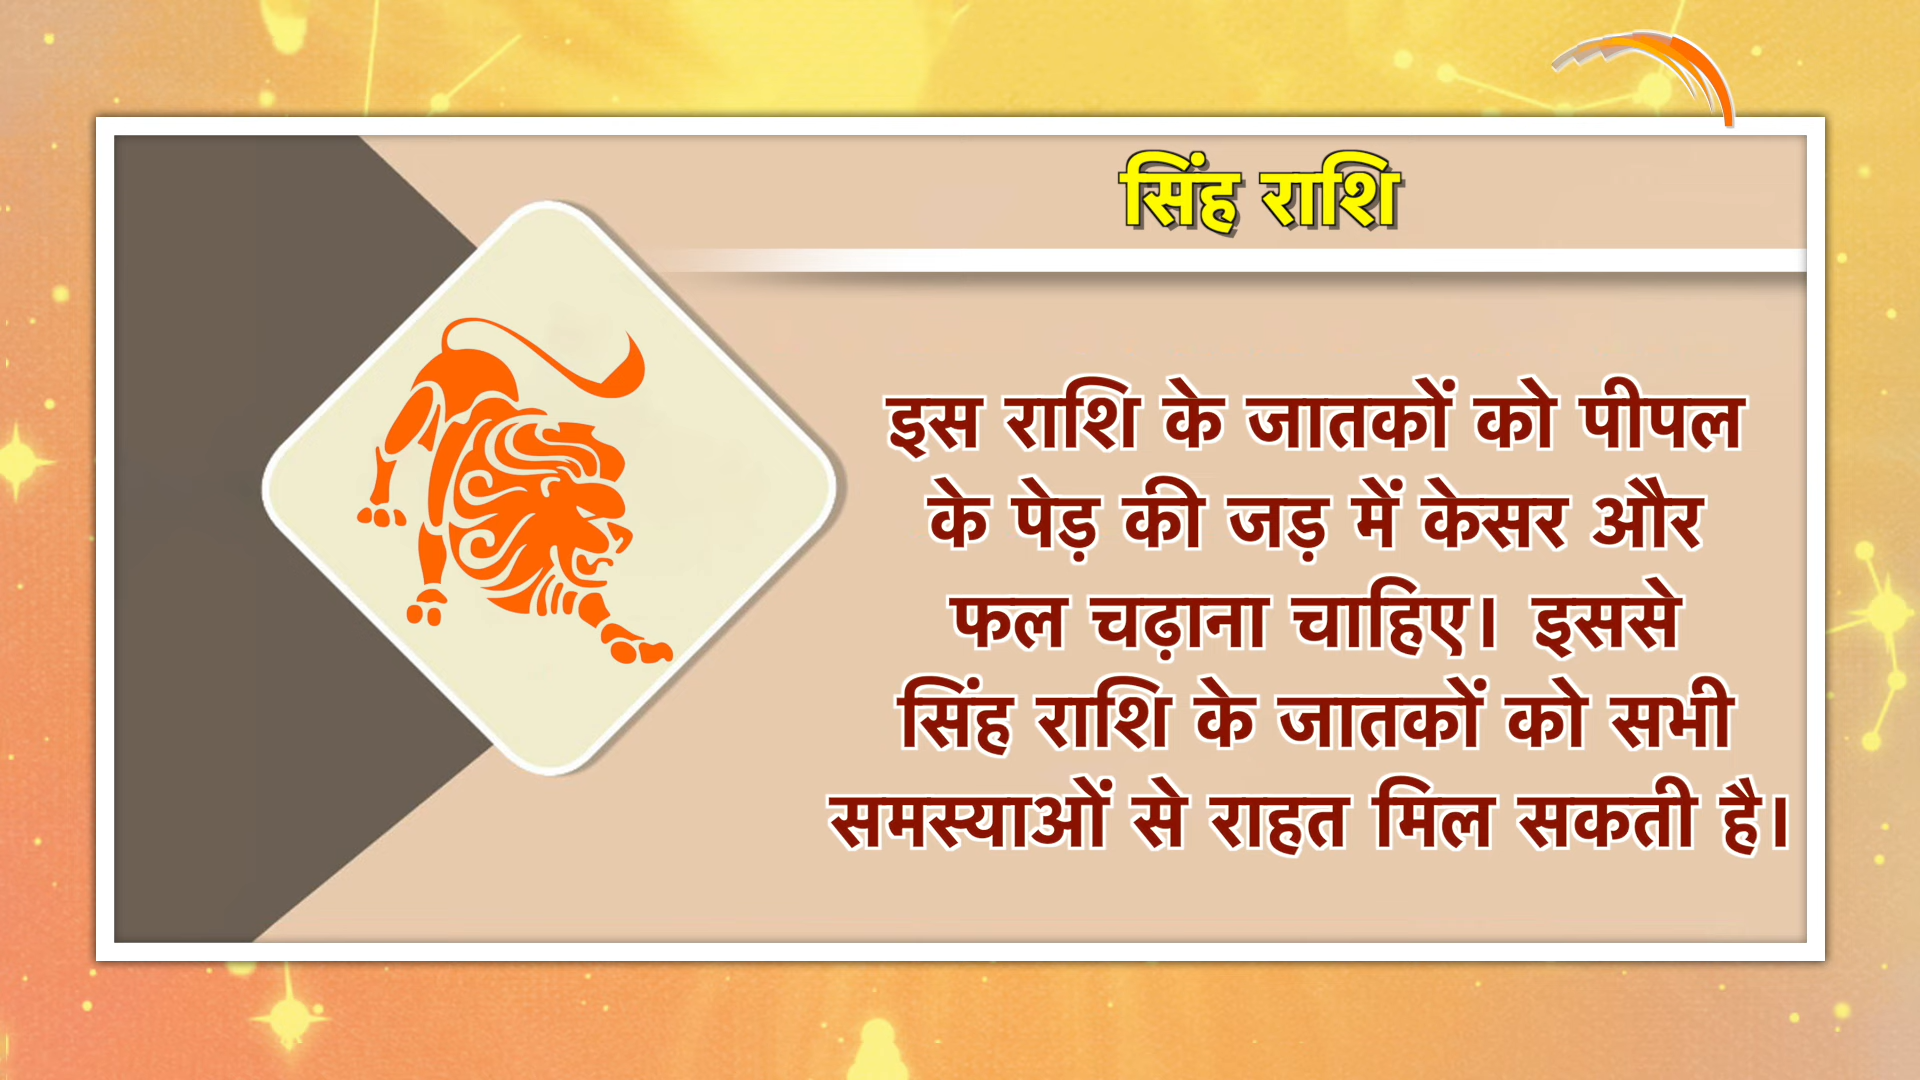 सिंह राशि
इस राशि के जातकों को पीपल
के पेड़ की जड़ में केसर और
फल चढ़ाना चाहिए। इससे
सिंह राशि के जातकों को सभी
समस्याओं से राहत मिल सकती है।